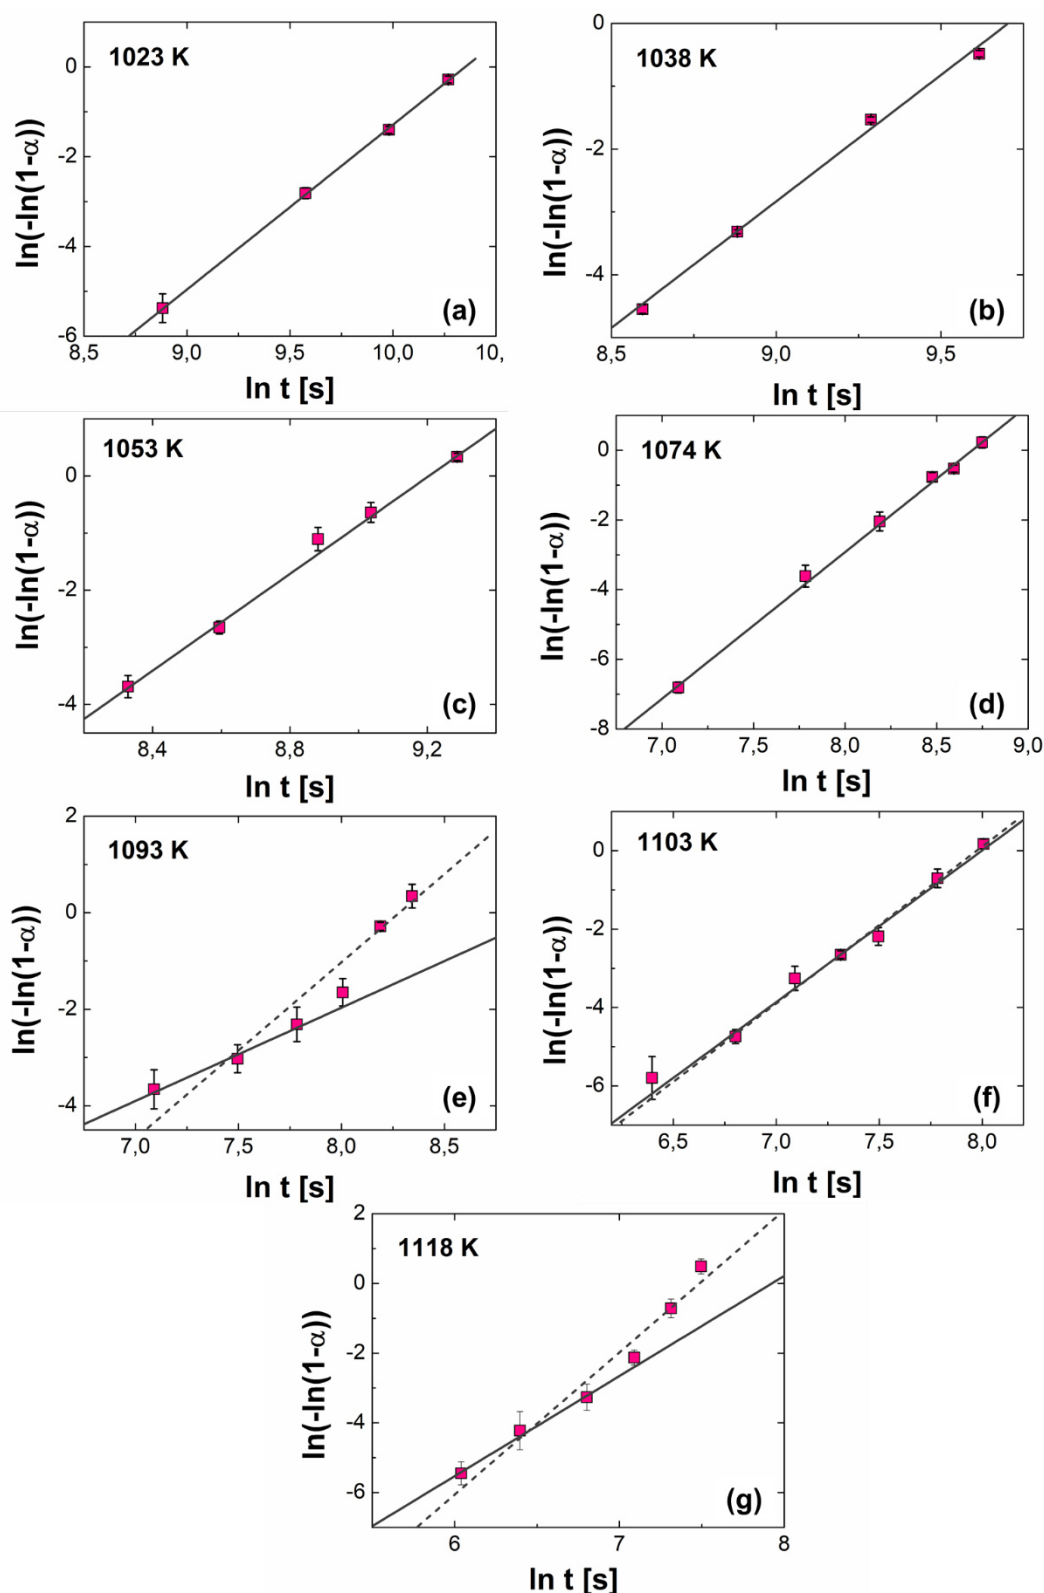 1023 K
ln(-ln(1-α))
0
-2
-4
-6
8,5 9,0 9,5 10,0 10,
ln t [s]
(a)
1038 K
ln(-ln(1-α))
0
-2
-4
8,5 9,0 9,5
ln t [s]
(b)
1053 K
ln(-ln(1-α))
0
-2
-4
8,4 8,8 9,2
ln t [s]
(c)
1074 K
ln(-ln(1-α))
0
-2
-4
-6
-8
7,0 7,5 8,0 8,5 9,0
ln t [s]
(d)
1093 K
ln(-ln(1-α))
2
0
-2
-4
7,0 7,5 8,0 8,5
ln t [s]
(e)
1103 K
ln(-ln(1-α))
0
-2
-4
-6
6,5 7,0 7,5 8,0
ln t [s]
(f)
1118 K
ln(-ln(1-α))
2
0
-2
-4
-6
6 7 8
ln t [s]
(g)